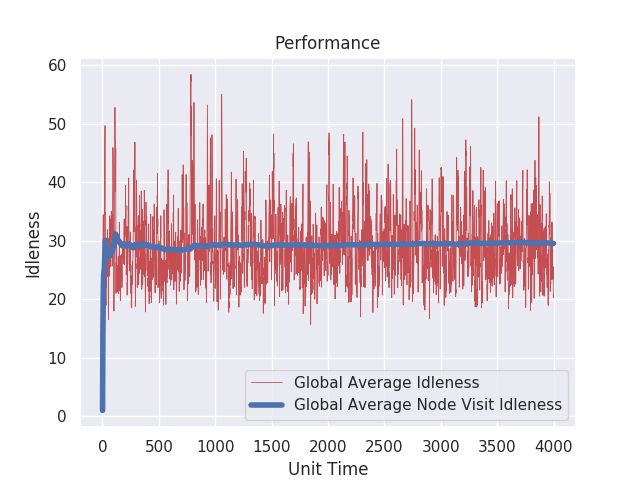 Performance
Idleness
60
50
40
30
20
10
0
Global Average Idleness
Global Average Node Visit Idleness
0 500 1000 1500 2000 2500 3000 3500 4000
Unit Time